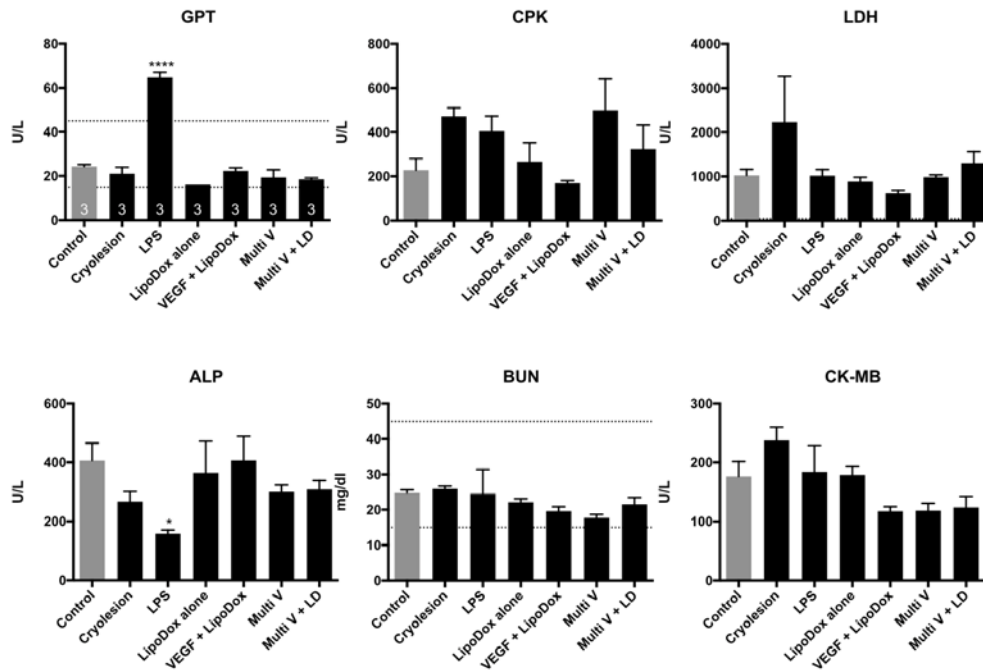 GPT
CPK
LDH
80
60
40
20
0
U/L
****
3 3 3 3 3 3 3
Control
Cryolesion
LPS
LipoDox alone
VEGF + LipoDox
Multi V
Multi V + LD
800
600
400
200
0
U/L
Control
Cryolesion
LPS
LipoDox alone
VEGF + LipoDox
Multi V
Multi V + LD
4000
3000
2000
1000
0
U/L
Control
Cryolesion
LPS
LipoDox alone
VEGF + LipoDox
Multi V
Multi V + LD
ALP
BUN
CK-MB
600
400
200
0
U/L
*
Control
Cryolesion
LPS
LipoDox alone
VEGF + LipoDox
Multi V
Multi V + LD
50
40
30
20
10
0
mg/dl
Control
Cryolesion
LPS
LipoDox alone
VEGF + LipoDox
Multi V
Multi V + LD
300
200
100
0
U/L
Control
Cryolesion
LPS
LipoDox alone
VEGF + LipoDox
Multi V
Multi V + LD